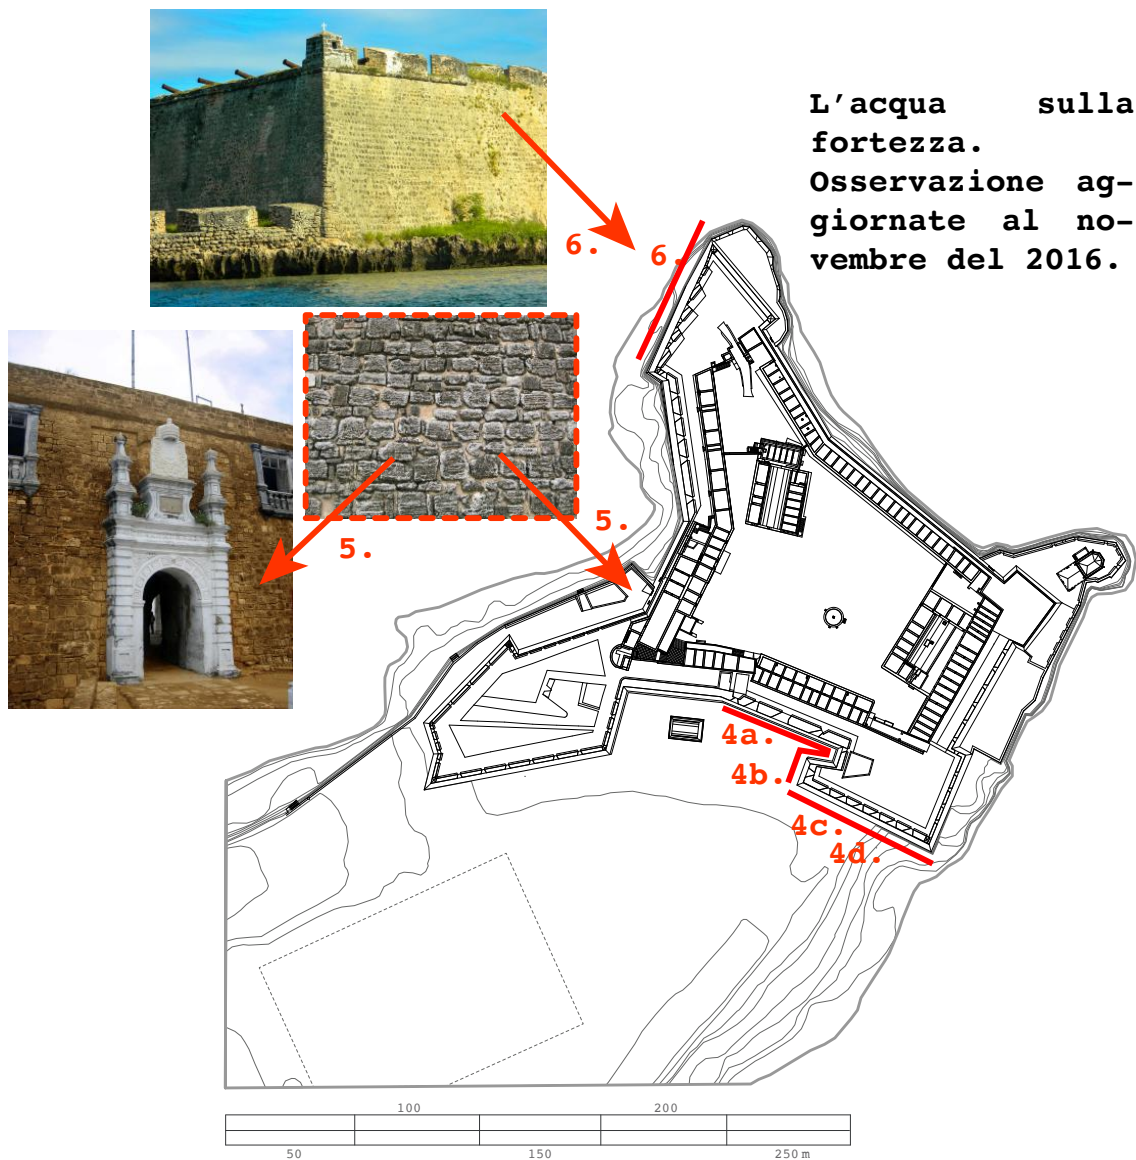 L'acqua sulla
fortezza.
Osservazione ag-
giornate al no-
vembre del 2016.
6.
6.
5.
5.
4a.
4b.
4c.
4d.
100 200
50 150 250 m